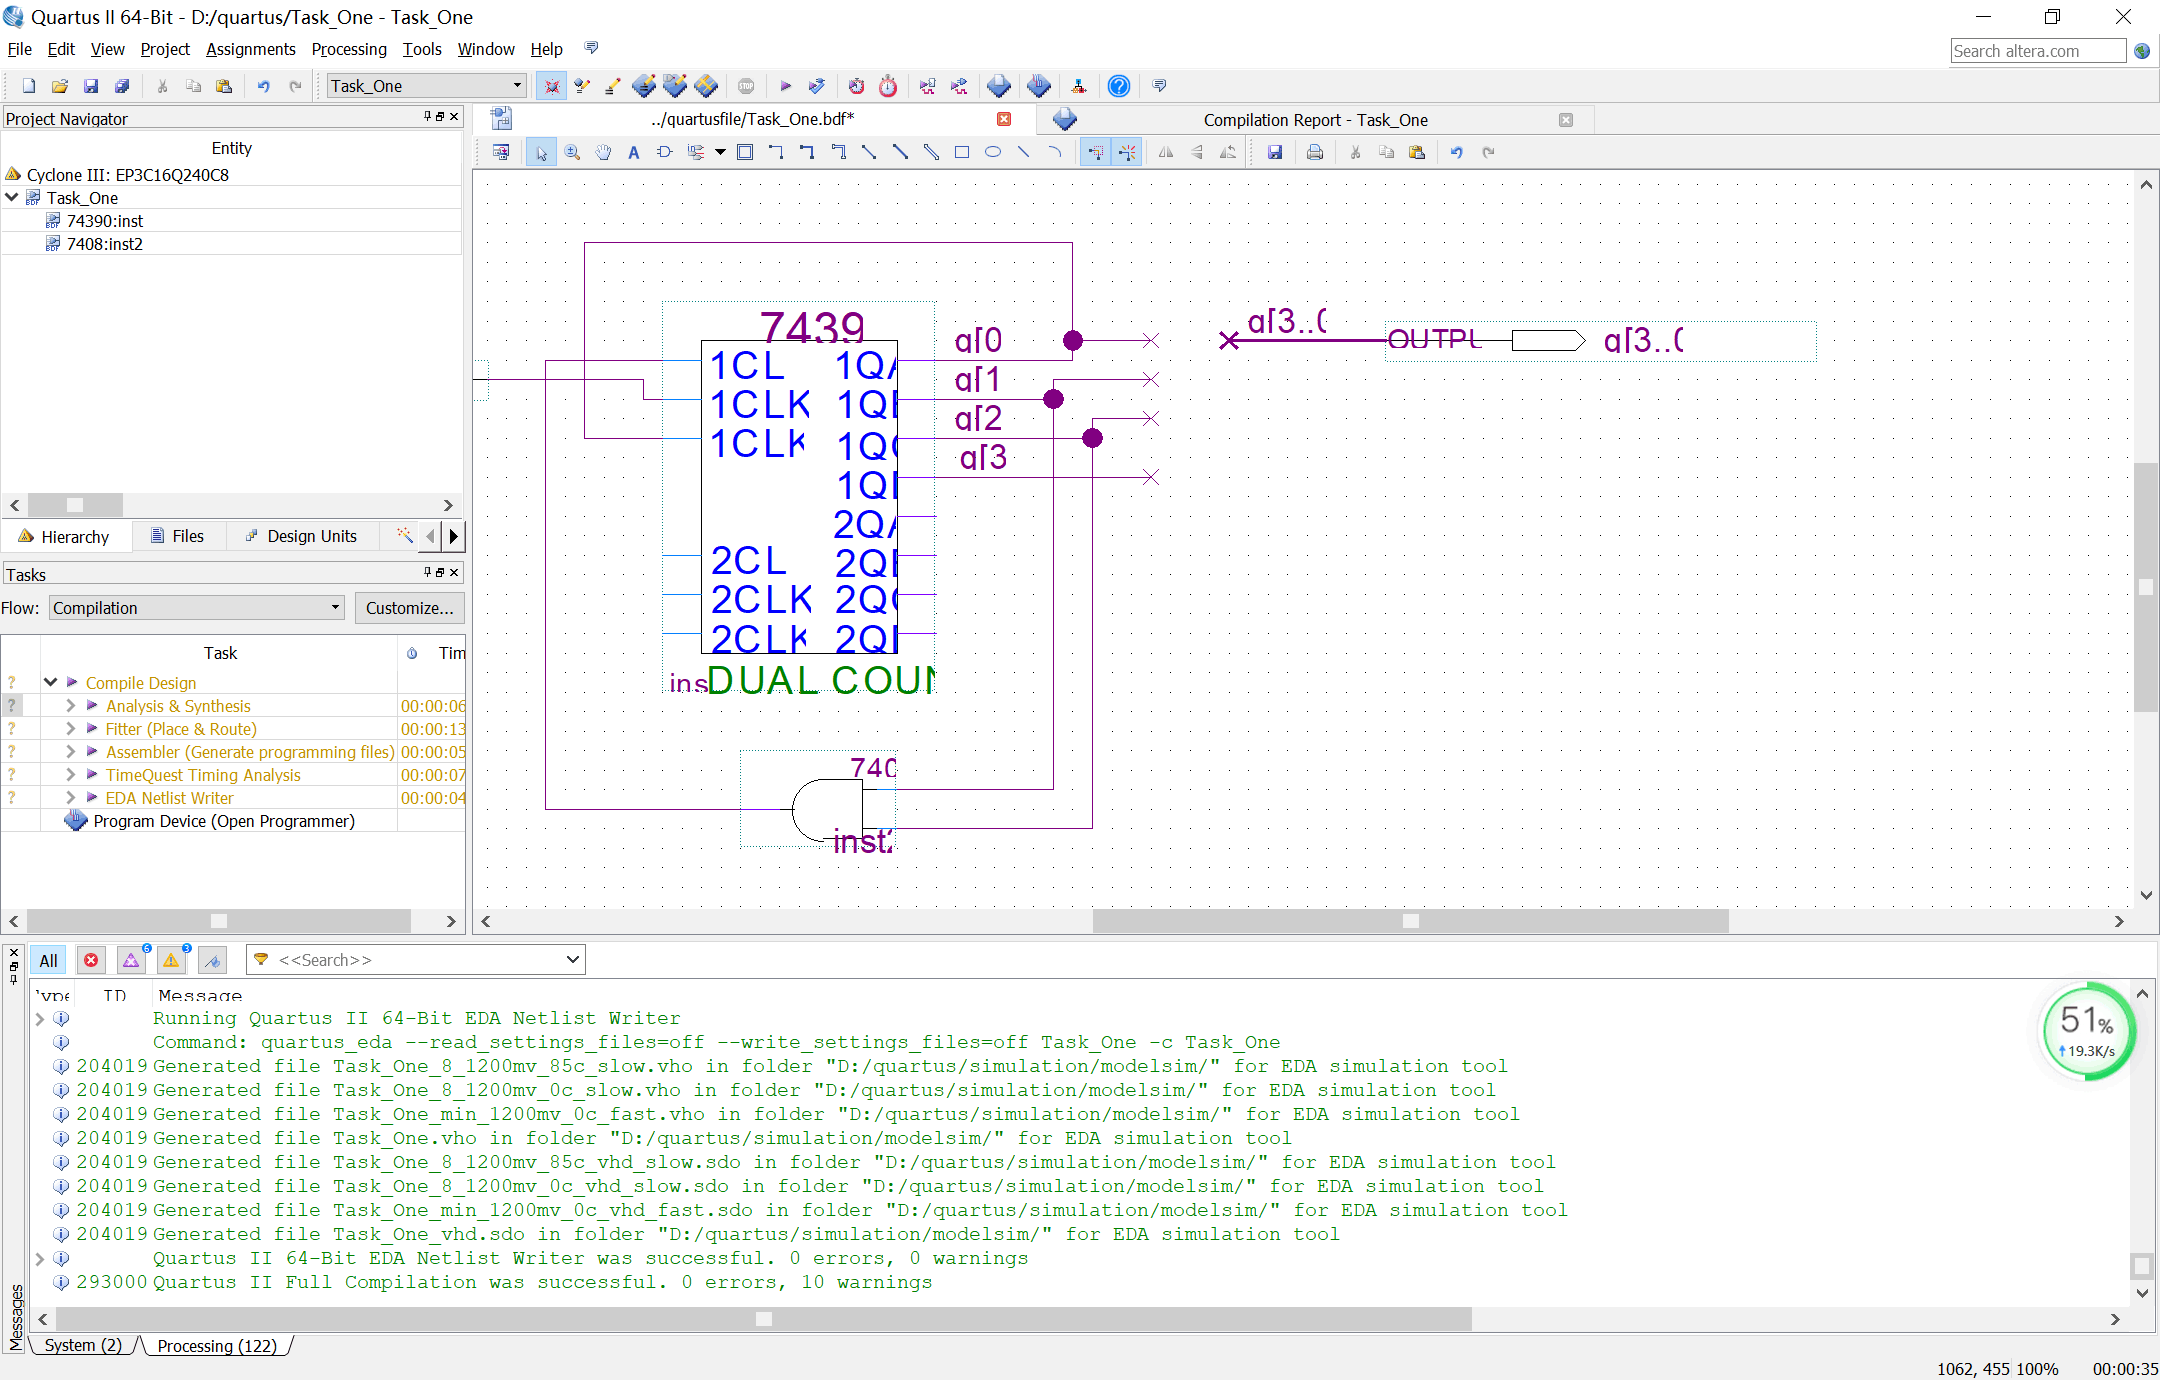 Quartus II 64-Bit - D:/quartus/Task_One - Task_One
File Edit View Project Assignments Processing Tools Window Help
Search altera.com
Task_One
Project Navigator
Entity
Cyclone III: EP3C16Q240C8
Task_One
74390:inst
7408:inst2
Hierarchy Files Design Units
Tasks
Flow: Compilation Customize...
Task Tim
Compile Design
Analysis & Synthesis 00:00:06
Fitter (Place & Route) 00:00:13
Assembler (Generate programming files) 00:00:05
TimeQuest Timing Analysis 00:00:07
EDA Netlist Writer 00:00:04
Program Device (Open Programmer)
../quartusfile/Task_One.bdf*
Compilation Report - Task_One
7439
1CL 1QA
1CLK
1CLK
2QA
2CL
2CLK
2CLK
DUAL COUN
ins
q[0
q[1
q[2
q[3
q[3..0
OUTPU
q[3..0
740
inst2
All 6 3 <<Search>>
Type ID Message
Running Quartus II 64-Bit EDA Netlist Writer
Command: quartus_eda --read_settings_files=off --write_settings_files=off Task_One -c Task_One
204019 Generated file Task_One_8_1200mv_85c_slow.vho in folder "D:/quartus/simulation/modelsim/" for EDA simulation tool
204019 Generated file Task_One_8_1200mv_0c_slow.vho in folder "D:/quartus/simulation/modelsim/" for EDA simulation tool
204019 Generated file Task_One_min_1200mv_0c_fast.vho in folder "D:/quartus/simulation/modelsim/" for EDA simulation tool
204019 Generated file Task_One.vho in folder "D:/quartus/simulation/modelsim/" for EDA simulation tool
204019 Generated file Task_One_8_1200mv_85c_vhd_slow.sdo in folder "D:/quartus/simulation/modelsim/" for EDA simulation tool
204019 Generated file Task_One_8_1200mv_0c_vhd_slow.sdo in folder "D:/quartus/simulation/modelsim/" for EDA simulation tool
204019 Generated file Task_One_min_1200mv_0c_vhd_fast.sdo in folder "D:/quartus/simulation/modelsim/" for EDA simulation tool
204019 Generated file Task_One_vhd.sdo in folder "D:/quartus/simulation/modelsim/" for EDA simulation tool
Quartus II 64-Bit EDA Netlist Writer was successful. 0 errors, 0 warnings
293000 Quartus II Full Compilation was successful. 0 errors, 10 warnings
51%
19.3K/s
Messages
System (2) Processing (122)
1062, 455 100% 00:00:35